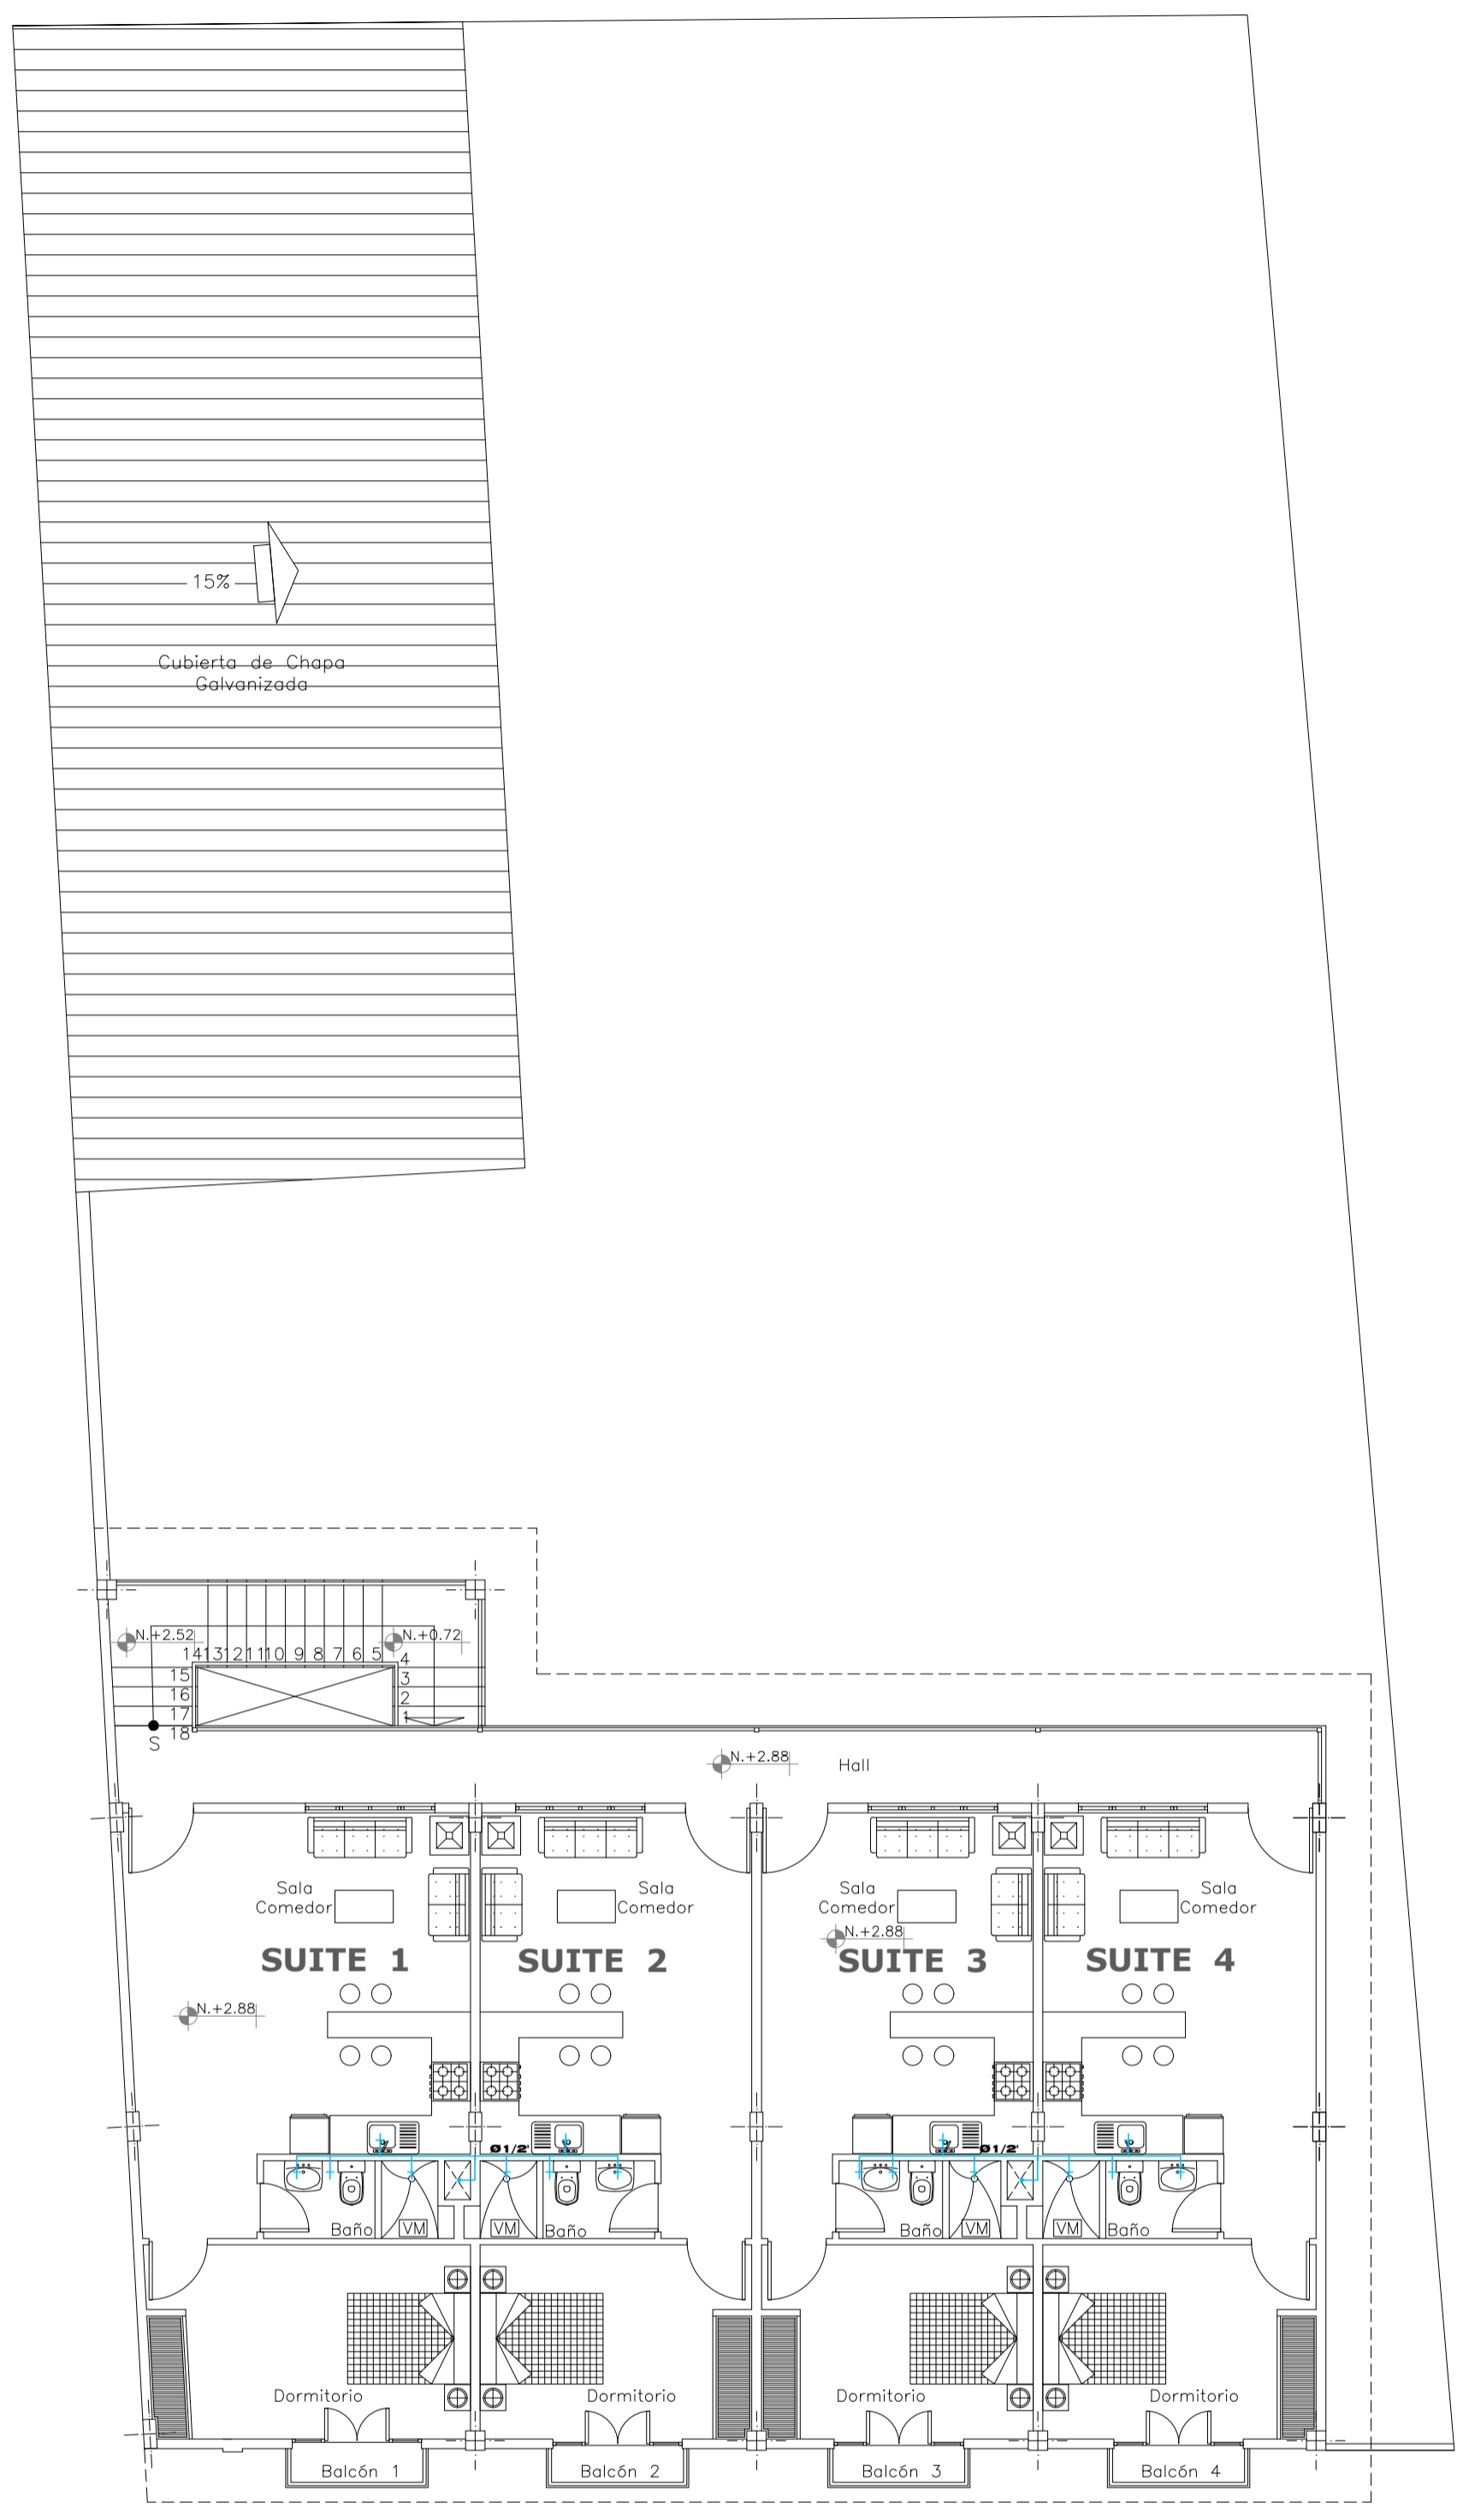 15%
Cubierta de Chapa
Galvanizada
N.+2.52
N.+0.72
14 13 12 11 10 9 8 7 6 5 4
15
3
16
2
17
1
18
S
N.+2.88
Hall
Sala
Comedor
Sala
Comedor
Sala
Comedor
Sala
Comedor
N.+2.88
SUITE 1
SUITE 2
SUITE 3
SUITE 4
N.+2.88
Ø1/2'
Ø1/2'
Baño
VM
VM
Baño
Baño
VM
VM
Baño
Dormitorio
Dormitorio
Dormitorio
Dormitorio
Balcón 1
Balcón 2
Balcón 3
Balcón 4